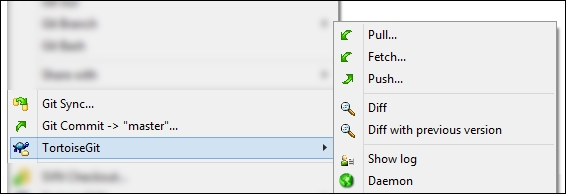 Git Sync...
Git Commit -> "master"...
TortoiseGit
Pull...
Fetch...
Push...
Diff
Diff with previous version
Show log
Daemon